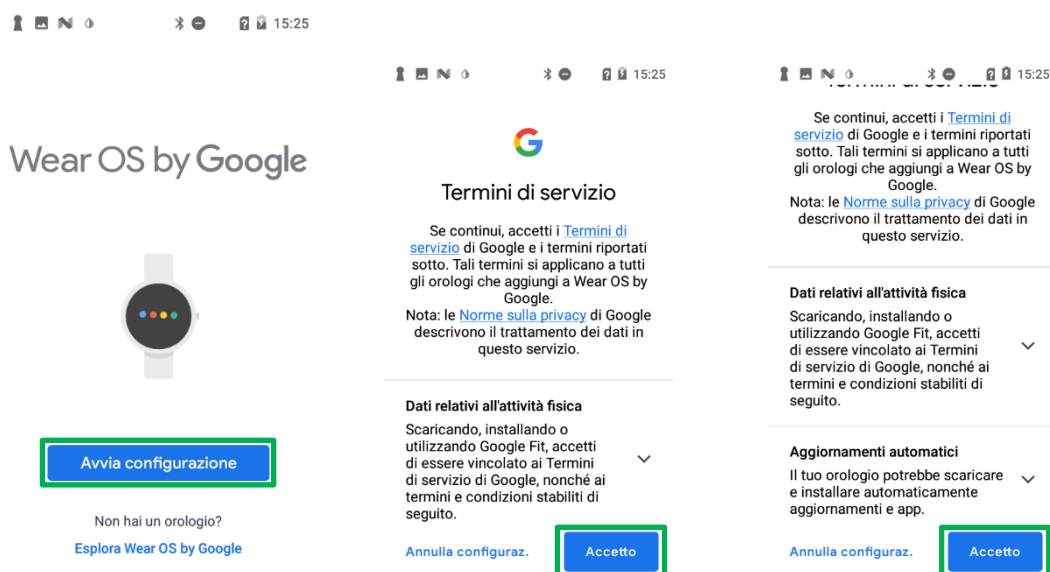 15:25
Wear OS by Google
Avvia configurazione
Non hai un orologio?
Esplora Wear OS by Google
15:25
Termini di servizio
Se continui, accetti i Termini di
servizio di Google e i termini riportati
sotto. Tali termini si applicano a tutti
gli orologi che aggiungi a Wear OS by
Google.
Nota: le Norme sulla privacy di Google
descrivono il trattamento dei dati in
questo servizio.
Dati relativi all'attività fisica
Scaricando, installando o
utilizzando Google Fit, accetti
di essere vincolato ai Termini
di servizio di Google, nonché ai
termini e condizioni stabiliti di
seguito.
Annulla configuraz.
Accetto
15:25
Se continui, accetti i Termini di
servizio di Google e i termini riportati
sotto. Tali termini si applicano a tutti
gli orologi che aggiungi a Wear OS by
Google.
Nota: le Norme sulla privacy di Google
descrivono il trattamento dei dati in
questo servizio.
Dati relativi all'attività fisica
Scaricando, installando o
utilizzando Google Fit, accetti
di essere vincolato ai Termini
di servizio di Google, nonché ai
termini e condizioni stabiliti di
seguito.
Aggiornamenti automatici
Il tuo orologio potrebbe scaricare
e installare automaticamente
aggiornamenti e app.
Annulla configuraz.
Accetto